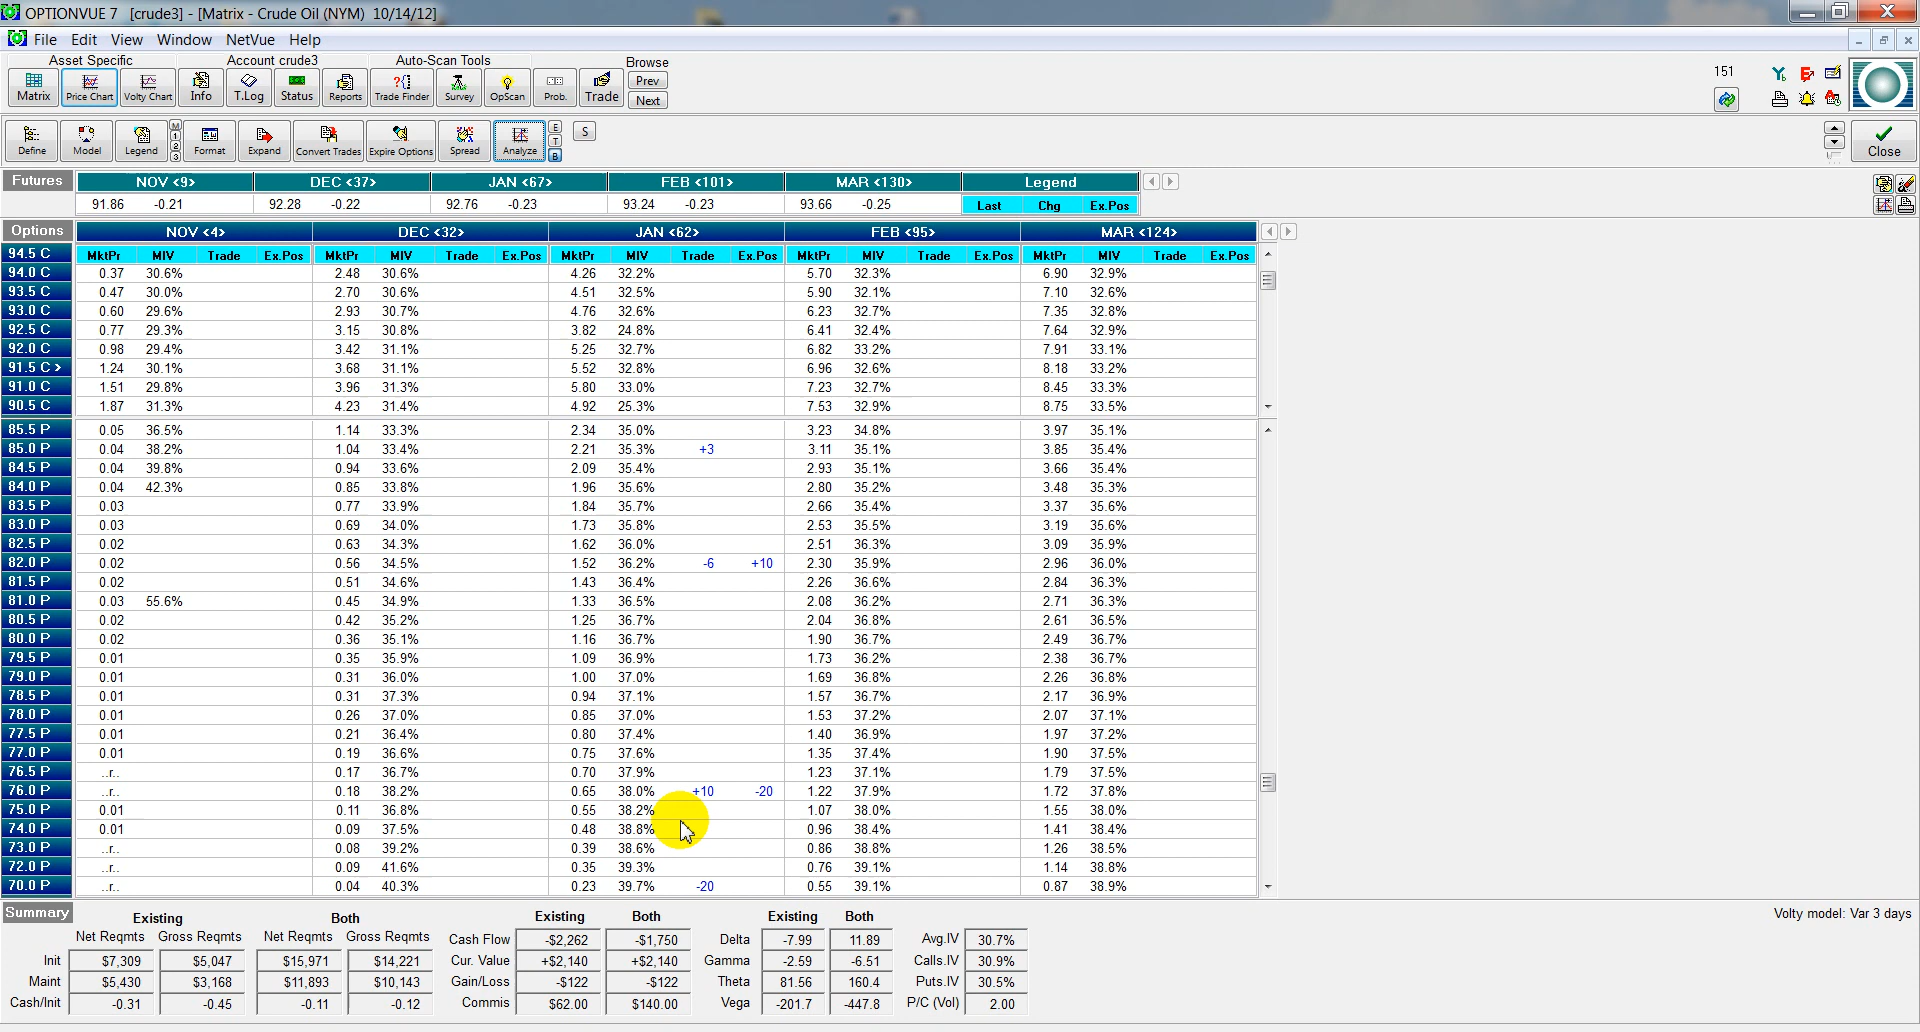 OPTIONVUE 7 [crude3] - [Matrix - Crude Oil (NYM) 10/14/12]
File Edit View Window NetVue Help
Asset Specific Account crude3 Auto-Scan Tools Browse
Matrix Price Chart Volty Chart Info T.Log Status Reports Trade Finder Survey OpScan Prob. Trade Prev Next 151
Define Model Legend M 1 2 3 Format Expand Convert Trades Expire Options Spread Analyze E T B S Close
Futures NOV <9> DEC <37> JAN <67> FEB <101> MAR <130> Legend
91.86 -0.21 92.28 -0.22 92.76 -0.23 93.24 -0.23 93.66 -0.25 Last Chg Ex.Pos
Options NOV <4> DEC <32> JAN <62> FEB <95> MAR <124>
94.5 C MktPr MIV Trade Ex.Pos MktPr MIV Trade Ex.Pos MktPr MIV Trade Ex.Pos MktPr MIV Trade Ex.Pos MktPr MIV Trade Ex.Pos
94.0 C 0.37 30.6% 2.48 30.6% 4.26 32.2% 5.70 32.3% 6.90 32.9%
93.5 C 0.47 30.0% 2.70 30.6% 4.51 32.5% 5.90 32.1% 7.10 32.6%
93.0 C 0.60 29.6% 2.93 30.7% 4.76 32.6% 6.23 32.7% 7.35 32.8%
92.5 C 0.77 29.3% 3.15 30.8% 3.82 24.8% 6.41 32.4% 7.64 32.9%
92.0 C 0.98 29.4% 3.42 31.1% 5.25 32.7% 6.82 33.2% 7.91 33.1%
91.5 C > 1.24 30.1% 3.68 31.1% 5.52 32.8% 6.96 32.6% 8.18 33.2%
91.0 C 1.51 29.8% 3.96 31.3% 5.80 33.0% 7.23 32.7% 8.45 33.3%
90.5 C 1.87 31.3% 4.23 31.4% 4.92 25.3% 7.53 32.9% 8.75 33.5%
85.5 P 0.05 36.5% 1.14 33.3% 2.34 35.0% 3.23 34.8% 3.97 35.1%
85.0 P 0.04 38.2% 1.04 33.4% 2.21 35.3% +3 3.11 35.1% 3.85 35.4%
84.5 P 0.04 39.8% 0.94 33.6% 2.09 35.4% 2.93 35.1% 3.66 35.4%
84.0 P 0.04 42.3% 0.85 33.8% 1.96 35.6% 2.80 35.2% 3.48 35.3%
83.5 P 0.03 0.77 33.9% 1.84 35.7% 2.66 35.4% 3.37 35.6%
83.0 P 0.03 0.69 34.0% 1.73 35.8% 2.53 35.5% 3.19 35.6%
82.5 P 0.02 0.63 34.3% 1.62 36.0% 2.51 36.3% 3.09 35.9%
82.0 P 0.02 0.56 34.5% 1.52 36.2% -6 +10 2.30 35.9% 2.96 36.0%
81.5 P 0.02 0.51 34.6% 1.43 36.4% 2.26 36.6% 2.84 36.3%
81.0 P 0.03 55.6% 0.45 34.9% 1.33 36.5% 2.08 36.2% 2.71 36.3%
80.5 P 0.02 0.42 35.2% 1.25 36.7% 2.04 36.8% 2.61 36.5%
80.0 P 0.02 0.36 35.1% 1.16 36.7% 1.90 36.7% 2.49 36.7%
79.5 P 0.01 0.35 35.9% 1.09 36.9% 1.73 36.2% 2.38 36.7%
79.0 P 0.01 0.31 36.0% 1.00 37.0% 1.69 36.8% 2.26 36.8%
78.5 P 0.01 0.31 37.3% 0.94 37.1% 1.57 36.7% 2.17 36.9%
78.0 P 0.01 0.26 37.0% 0.85 37.0% 1.53 37.2% 2.07 37.1%
77.5 P 0.01 0.21 36.4% 0.80 37.4% 1.40 36.9% 1.97 37.2%
77.0 P 0.01 0.19 36.6% 0.75 37.6% 1.35 37.4% 1.90 37.5%
76.5 P ..r.. 0.17 36.7% 0.70 37.9% 1.23 37.1% 1.79 37.5%
76.0 P ..r.. 0.18 38.2% 0.65 38.0% +10 -20 1.22 37.9% 1.72 37.8%
75.0 P 0.01 0.11 36.8% 0.55 38.2% 1.07 38.0% 1.55 38.0%
74.0 P 0.01 0.09 37.5% 0.48 38.8% 0.96 38.4% 1.41 38.4%
73.0 P ..r.. 0.08 39.2% 0.39 38.6% 0.86 38.8% 1.26 38.5%
72.0 P ..r.. 0.09 41.6% 0.35 39.3% 0.76 39.1% 1.14 38.8%
70.0 P ..r.. 0.04 40.3% 0.23 39.7% -20 0.55 39.1% 0.87 38.9%
Summary Existing Both Existing Both Existing Both Volty model: Var 3 days
Net Reqmts Gross Reqmts Net Reqmts Gross Reqmts Cash Flow -$2,262 -$1,750 Delta -7.99 11.89 Avg.IV 30.7%
Init $7,309 $5,047 $15,971 $14,221 Cur. Value +$2,140 +$2,140 Gamma -2.59 -6.51 Calls.IV 30.9%
Maint $5,430 $3,168 $11,893 $10,143 Gain/Loss -$122 -$122 Theta 81.56 160.4 Puts.IV 30.5%
Cash/Init -0.31 -0.45 -0.11 -0.12 Commis $62.00 $140.00 Vega -201.7 -447.8 P/C (Vol) 2.00